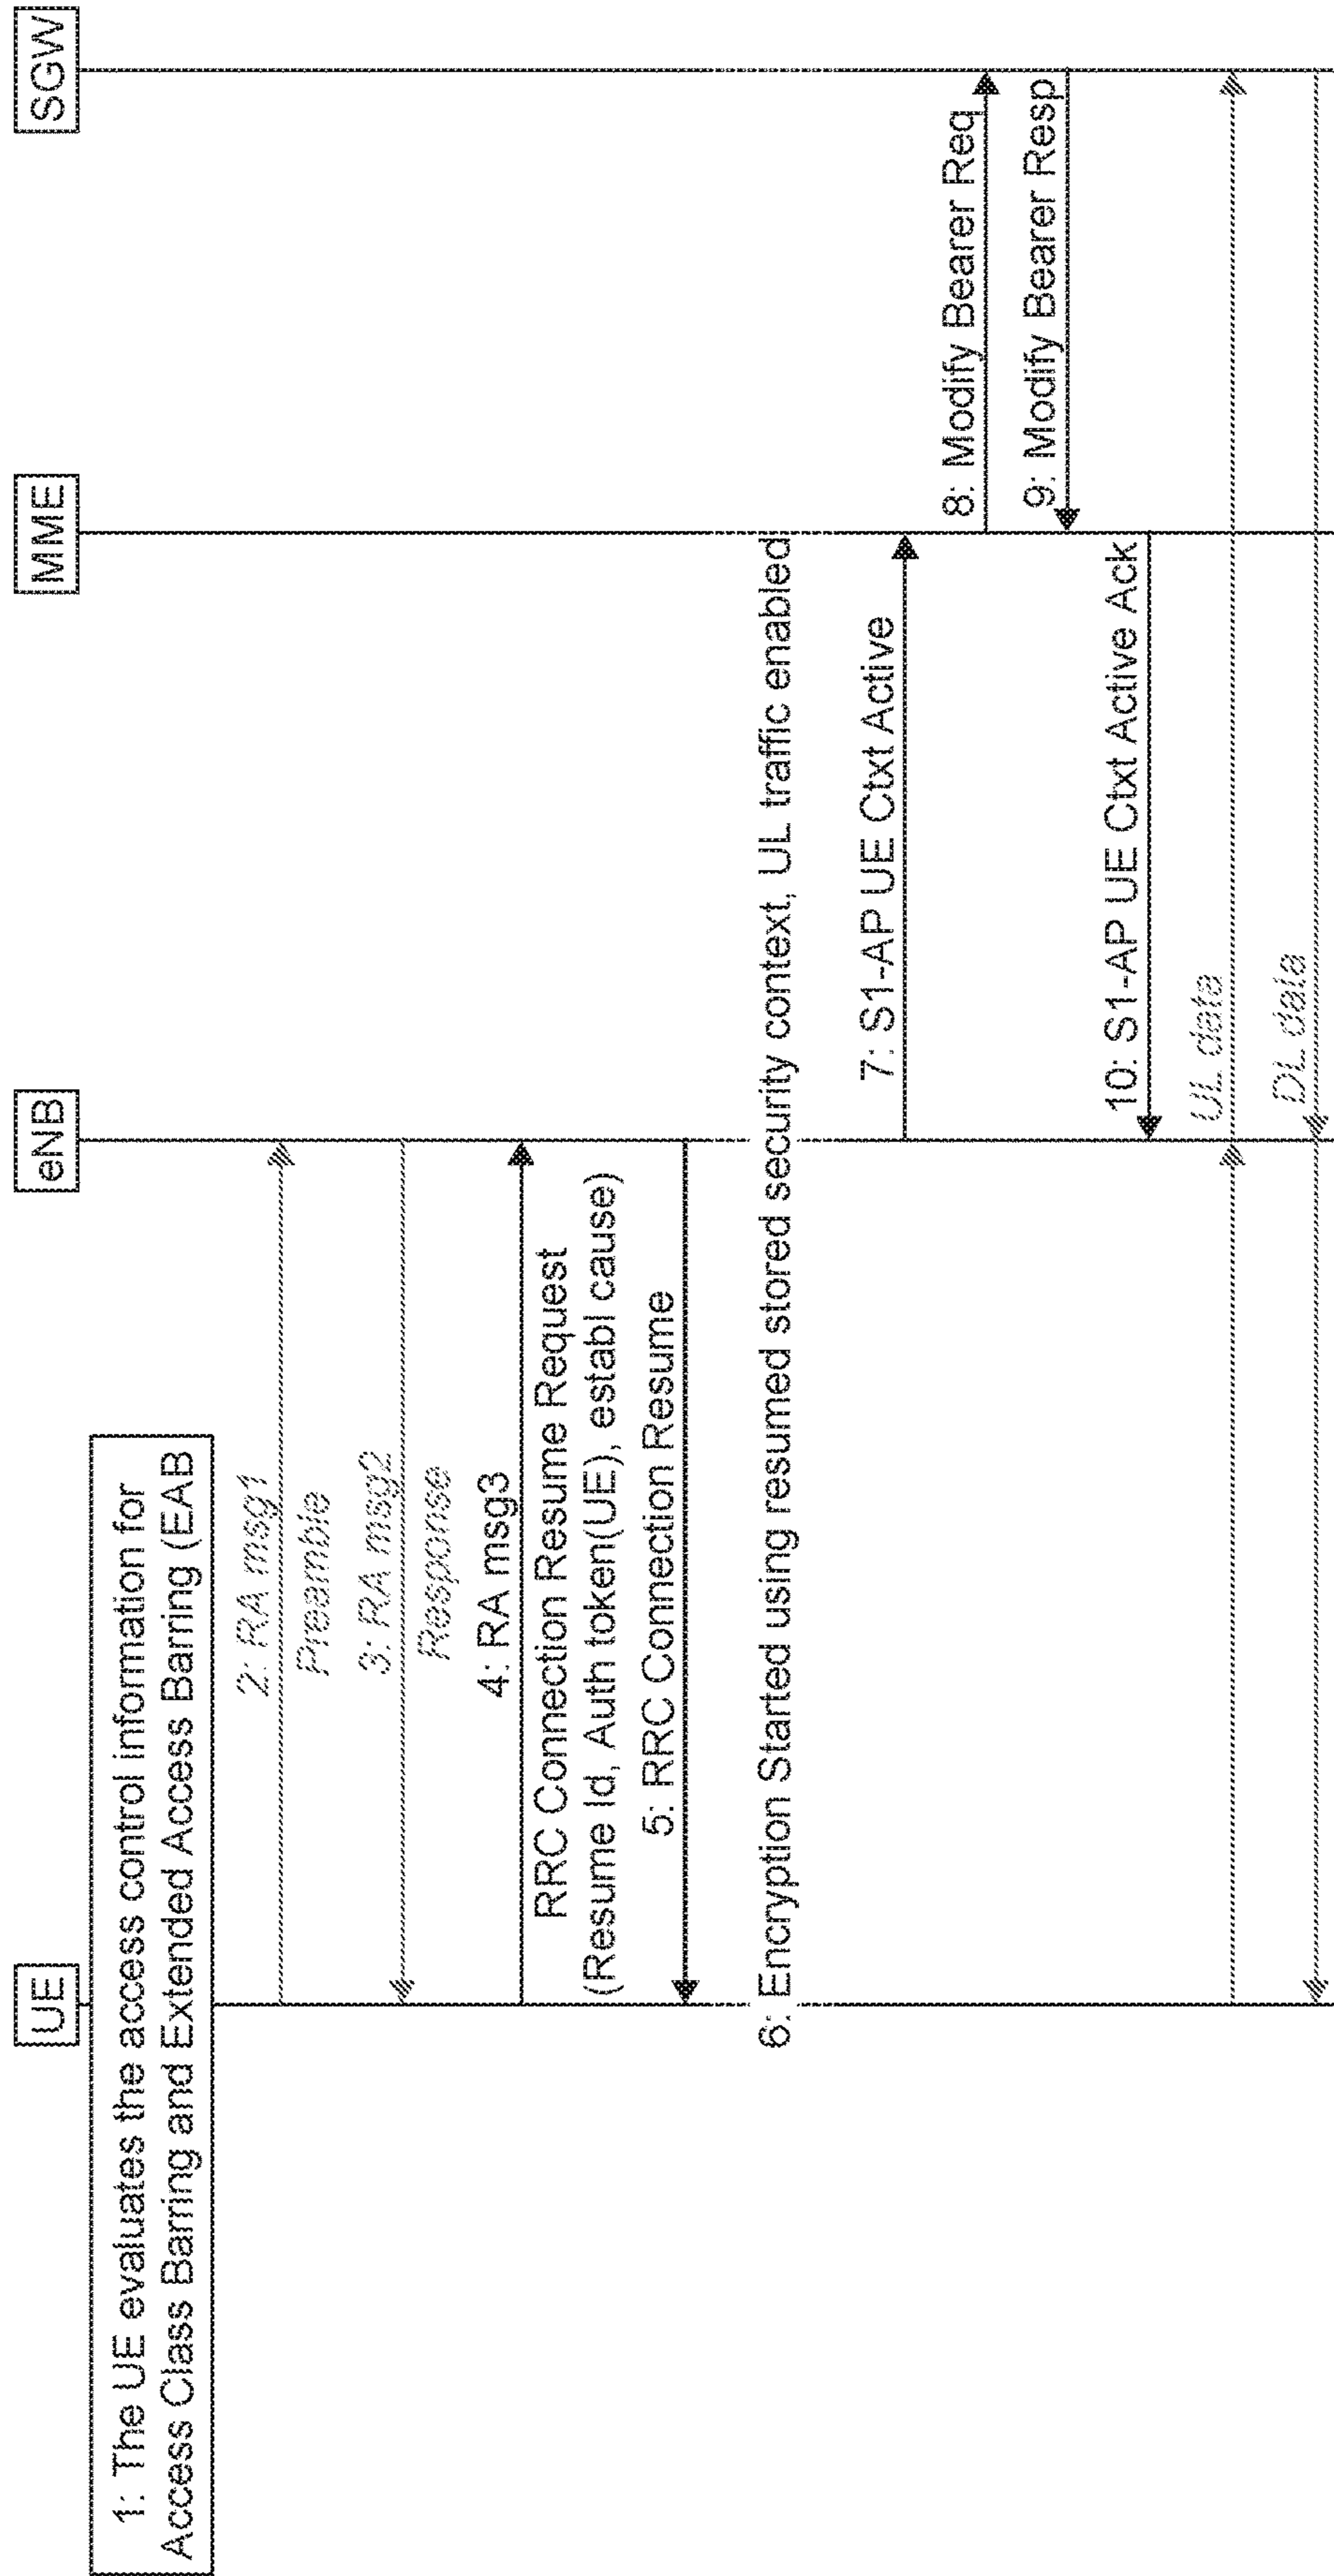 UE
eNB
MME
SGW
1: The UE evaluates the access control information for
Access Class Barring and Extended Access Barring (EAB
2: RA msg1
Preamble
3: RA msg2
Response
4: RA msg3
RRC Connection Resume Request
(Resume Id, Auth token(UE), establ cause)
5: RRC Connection Resume
6: Encryption Started using resumed stored security context, UL traffic enabled
7: S1-AP UE Ctxt Active
8: Modify Bearer Req
9: Modify Bearer Resp
10: S1-AP UE Ctxt Active Ack
UL data
DL data